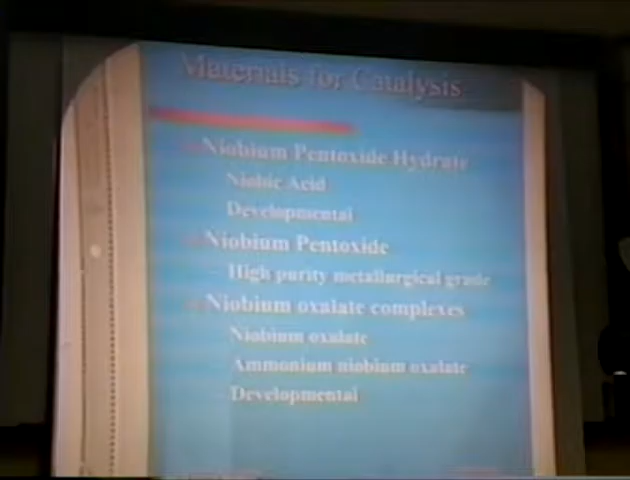 Materials for Catalysis
Niobium Pentoxide Hydrate
Niobic Acid
Developmental
Niobium Pentoxide
High purity metallurgical grade
Niobium oxalate complexes
Niobium oxalate
Ammonium niobium oxalate
Developmental